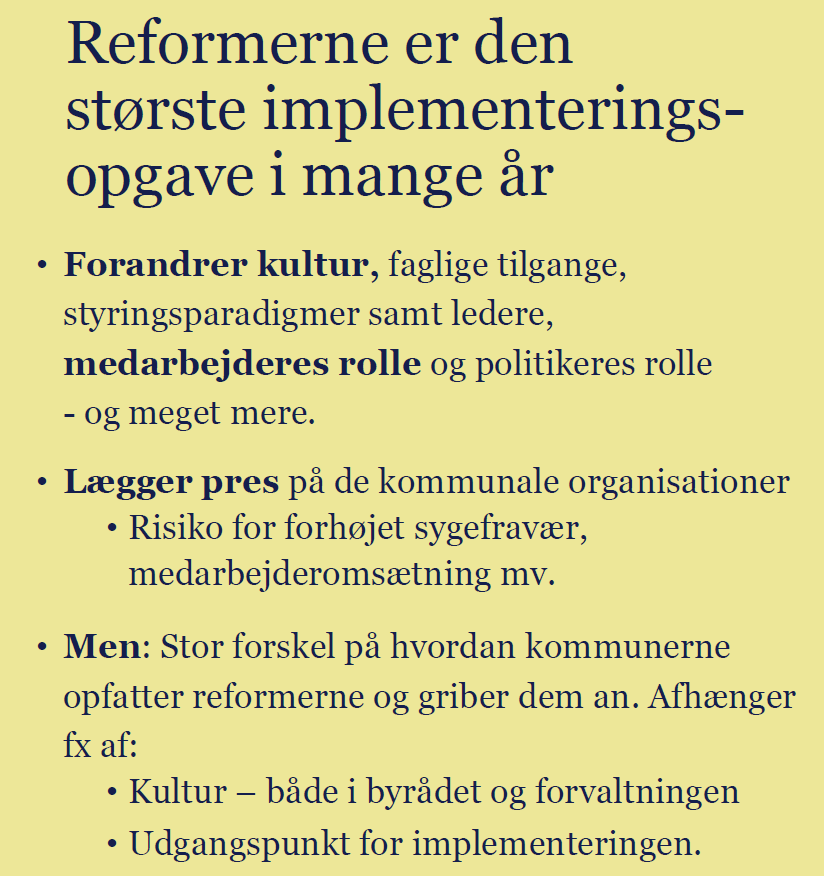 Reformerne er den
største implementerings-
opgave i mange år
• Forandrer kultur, faglige tilgange,
styringsparadigmer samt ledere,
medarbejderes rolle og politikeres rolle
- og meget mere.
• Lægger pres på de kommunale organisationer
• Risiko for forhøjet sygefravær,
medarbejderomsætning mv.
• Men: Stor forskel på hvordan kommunerne
opfatter reformerne og griber dem an. Afhænger
fx af:
• Kultur – både i byrådet og forvaltningen
• Udgangspunkt for implementeringen.